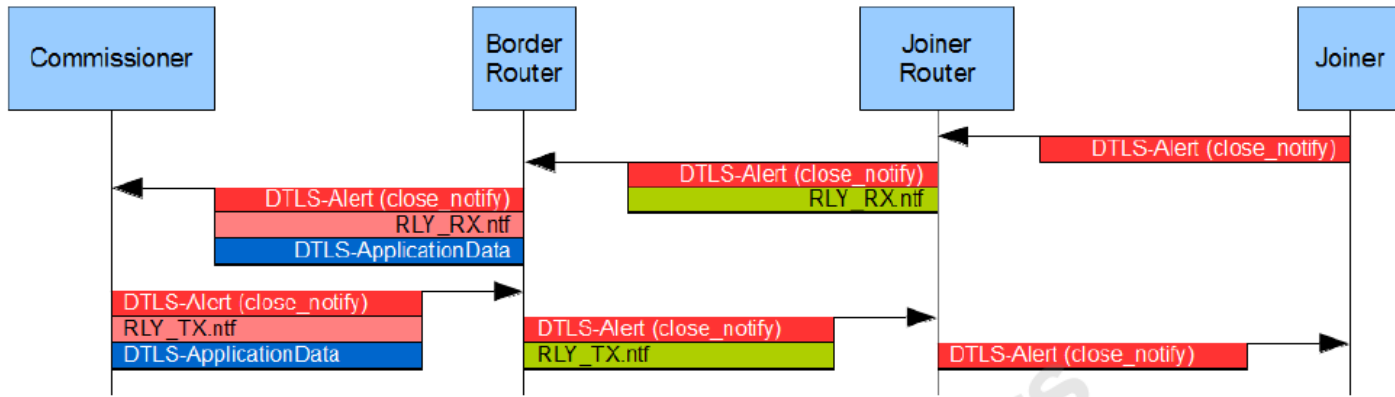 Commissioner
Border
Router
Joiner
Router
Joiner
DTLS-Alert (close_notify)
DTLS-Alert (close_notify)
RLY_RX.ntf
DTLS-Alert (close_notify)
RLY_RX.ntf
DTLS-ApplicationData
DTLS-Alert (close_notify)
RLY_TX.ntf
DTLS-ApplicationData
DTLS-Alert (close_notify)
RLY_TX.ntf
DTLS-Alert (close_notify)